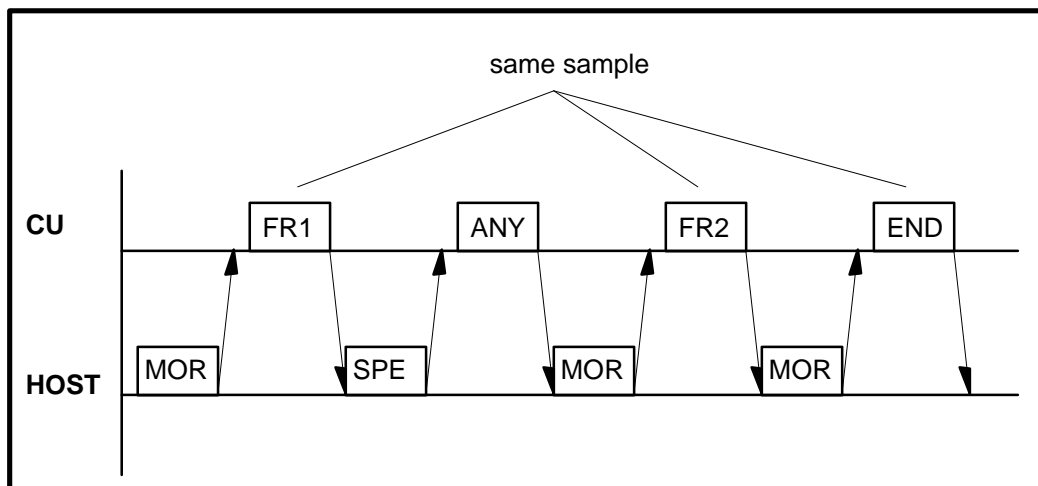 same sample
CU
FR1 ANY FR2 END
HOST
MOR SPE MOR MOR